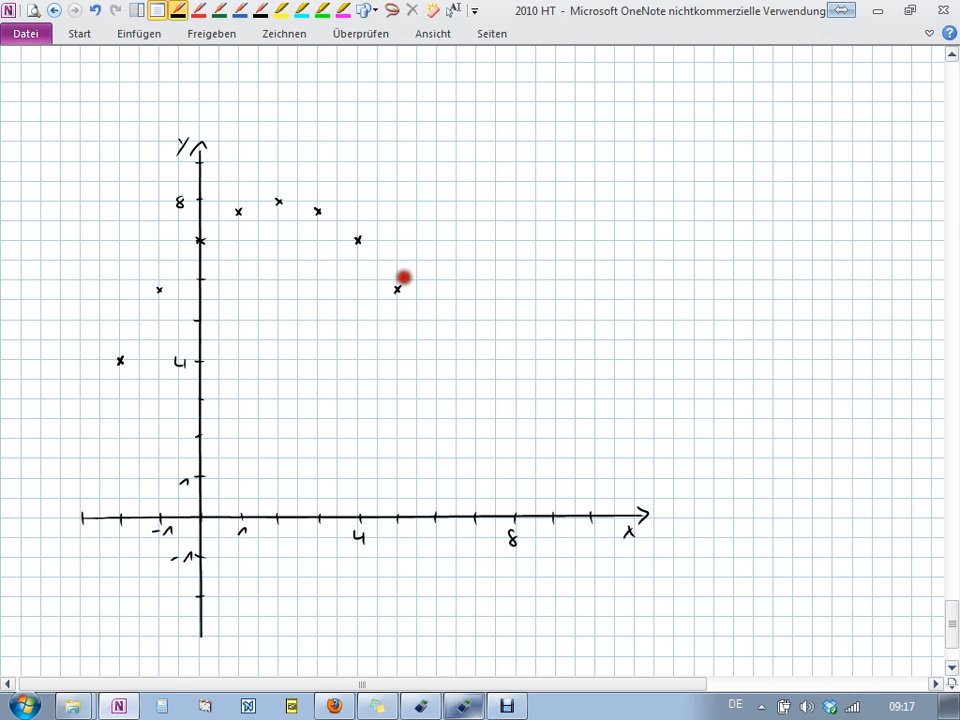 2010 HT - Microsoft OneNote nichtkommerzielle Verwendung
Datei Start Einfügen Freigeben Zeichnen Überprüfen Ansicht Seiten
y
8
4
1
-1 1 4 8 x
-1
DE 09:17